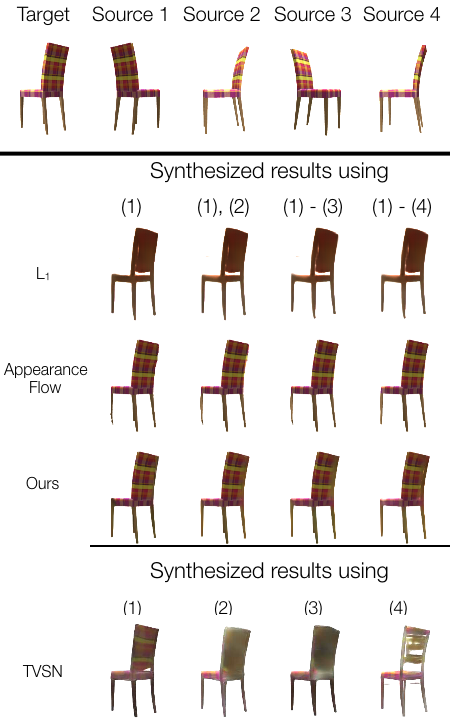 Target Source 1 Source 2 Source 3 Source 4
Synthesized results using
(1) (1), (2) (1) - (3) (1) - (4)
L₁
Appearance
Flow
Ours
Synthesized results using
(1) (2) (3) (4)
TVSN